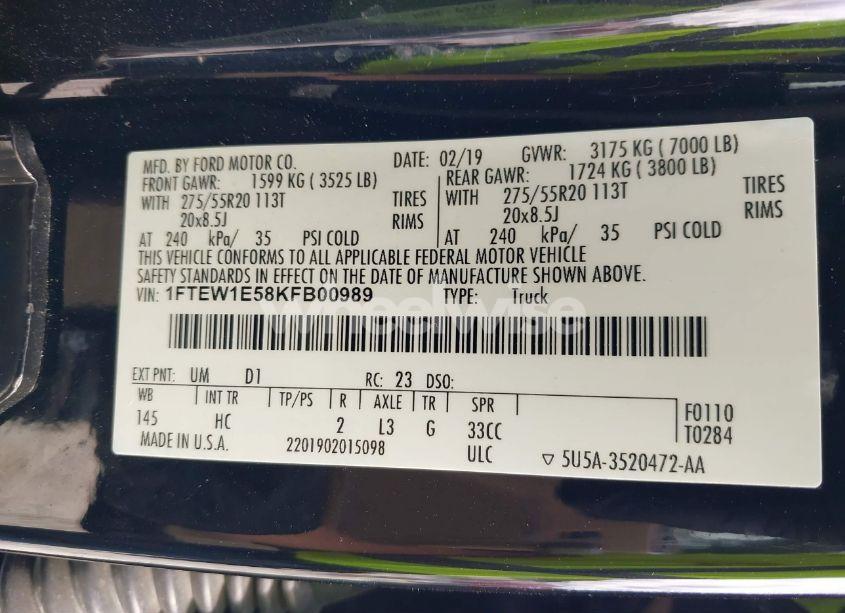 MFD. BY FORD MOTOR CO. DATE: 02/19 GVWR: 3175 KG ( 7000 LB)
FRONT GAWR: 1599 KG ( 3525 LB) REAR GAWR: 1724 KG ( 3800 LB)
WITH 275/55R20 113T TIRES WITH 275/55R20 113T TIRES
20x8.5J RIMS 20x8.5J RIMS
AT 240 kPa/ 35 PSI COLD AT 240 kPa/ 35 PSI COLD
THIS VEHICLE CONFORMS TO ALL APPLICABLE FEDERAL MOTOR VEHICLE
SAFETY STANDARDS IN EFFECT ON THE DATE OF MANUFACTURE SHOWN ABOVE.
VIN: 1FTEW1E58KFB00989 TYPE: Truck
wheelwise
EXT PNT: UM D1 RC: 23 DSO:
WB INT TR TP/PS R AXLE TR SPR
145 HC 2 L3 G 33CC F0110
MADE IN U.S.A. 2201902015098 ULC T0284
▽ 5U5A-3520472-AA